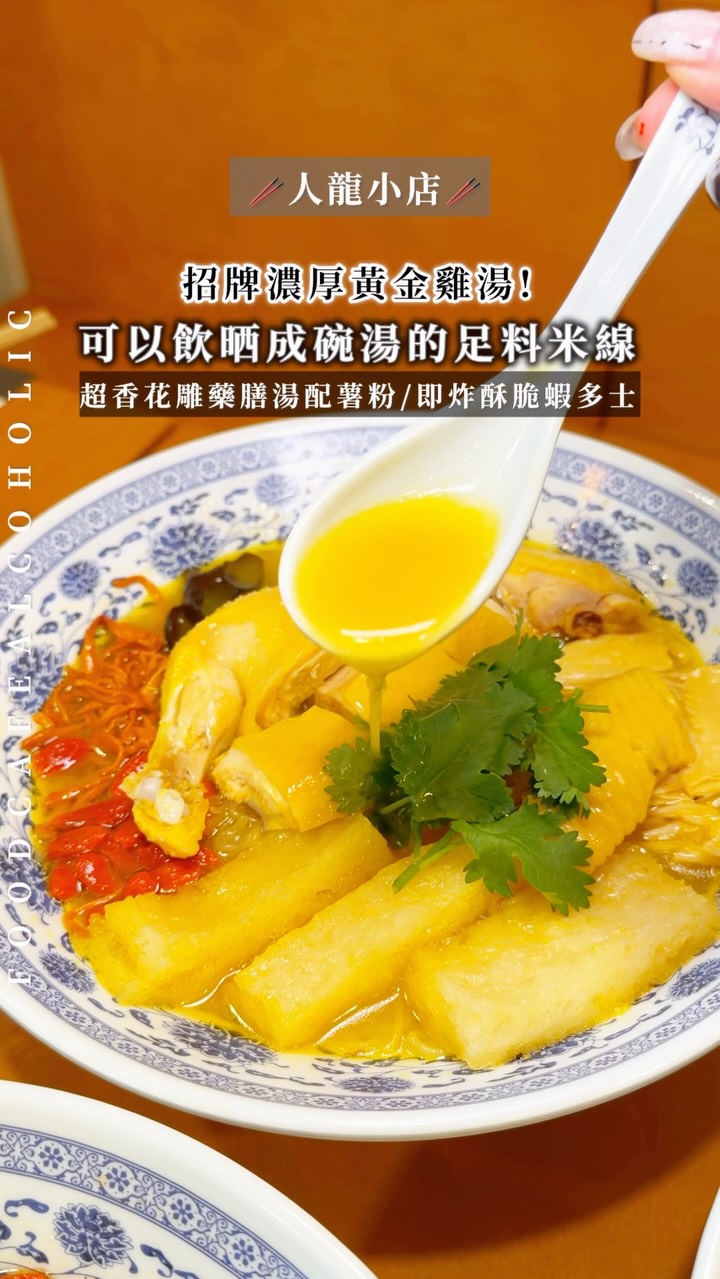 人龍小店
招牌濃厚黃金雞湯!
可以飲晒成碗湯的足料米線
超香花雕藥膳湯配薯粉/即炸酥脆蝦多士
FOODCAFEALCOHOLIC